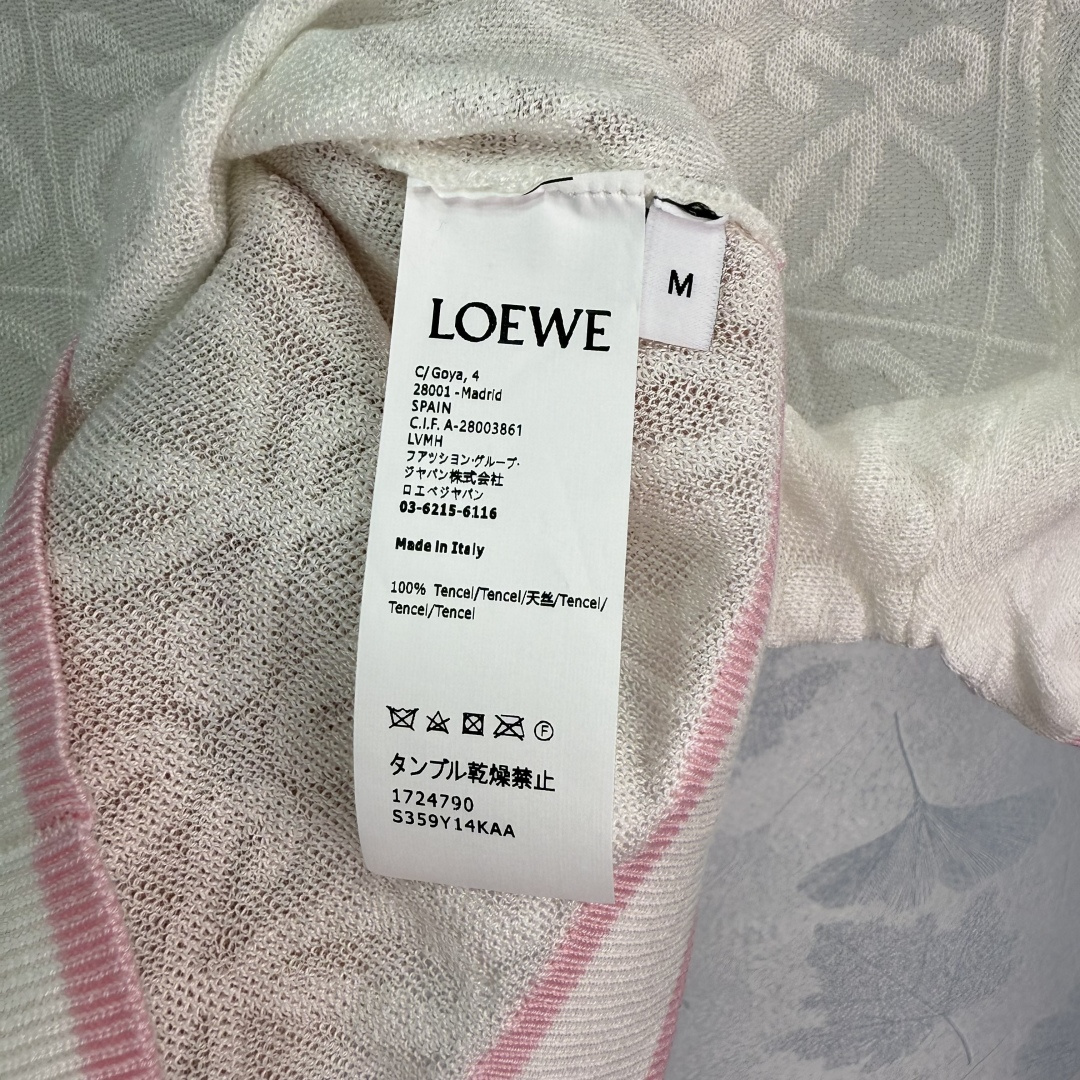 LOEWE
M
C/Goya, 4
28001 - Madrid
SPAIN
C.I.F. A-28003861
LVMH
ファッション・グループ・
ジャパン株式会社
ロエベジャパン
03-6215-6116
Made in Italy
100% Tencel/Tencel/天丝/Tencel/
Tencel/Tencel
F
タンブル乾燥禁止
1724790
S359Y14KAA